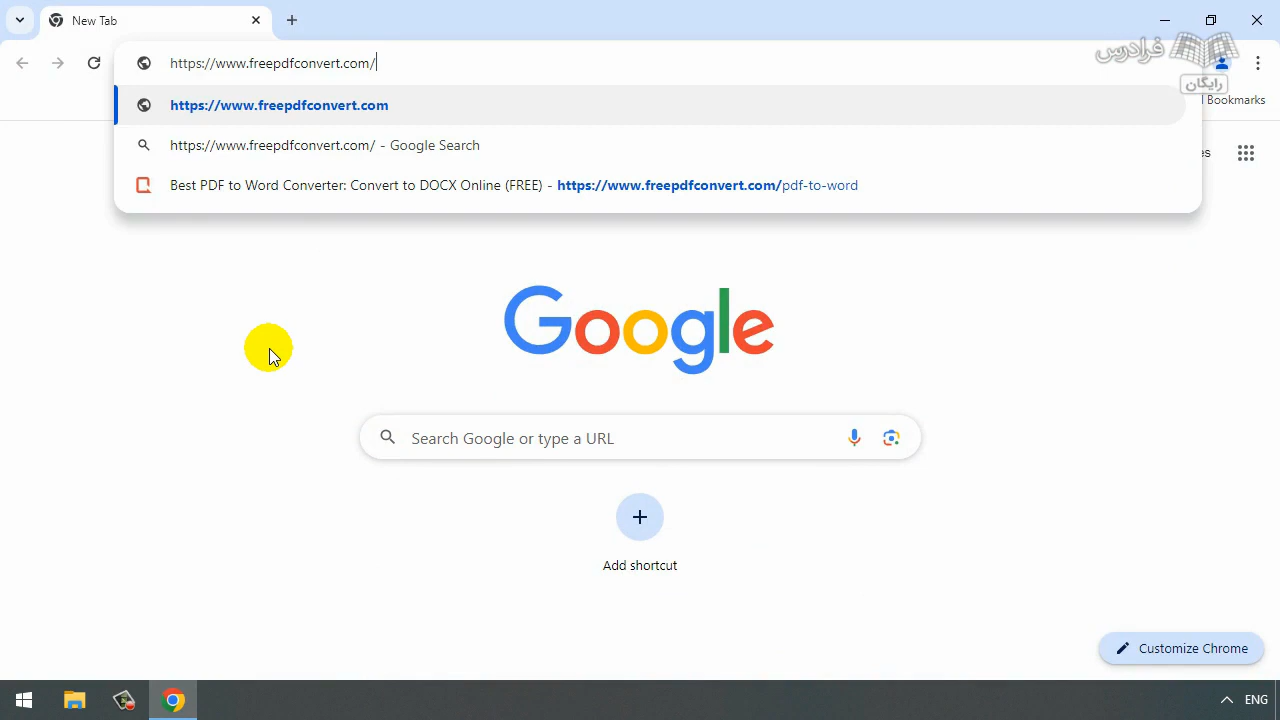 New Tab
فرادرس
رایگان
https://www.freepdfconvert.com/
https://www.freepdfconvert.com
Bookmarks
https://www.freepdfconvert.com/ - Google Search
es
Best PDF to Word Converter: Convert to DOCX Online (FREE) - https://www.freepdfconvert.com/pdf-to-word
Google
Search Google or type a URL
Add shortcut
Customize Chrome
ENG